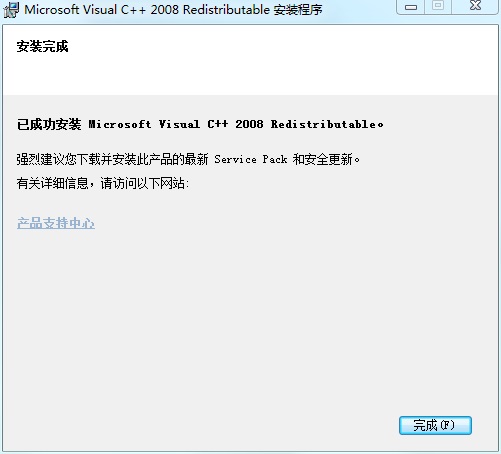 Microsoft Visual C++ 2008 Redistributable 安装程序
安装完成
已成功安装 Microsoft Visual C++ 2008 Redistributable。
强烈建议您下载并安装此产品的最新 Service Pack 和安全更新。
有关详细信息，请访问以下网站:
产品支持中心
完成(F)